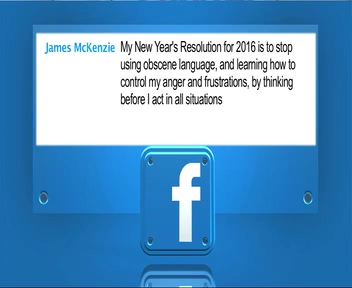 James McKenzie My New Year's Resolution for 2016 is to stop
using obscene language, and learning how to
control my anger and frustrations, by thinking
before I act in all situations
f